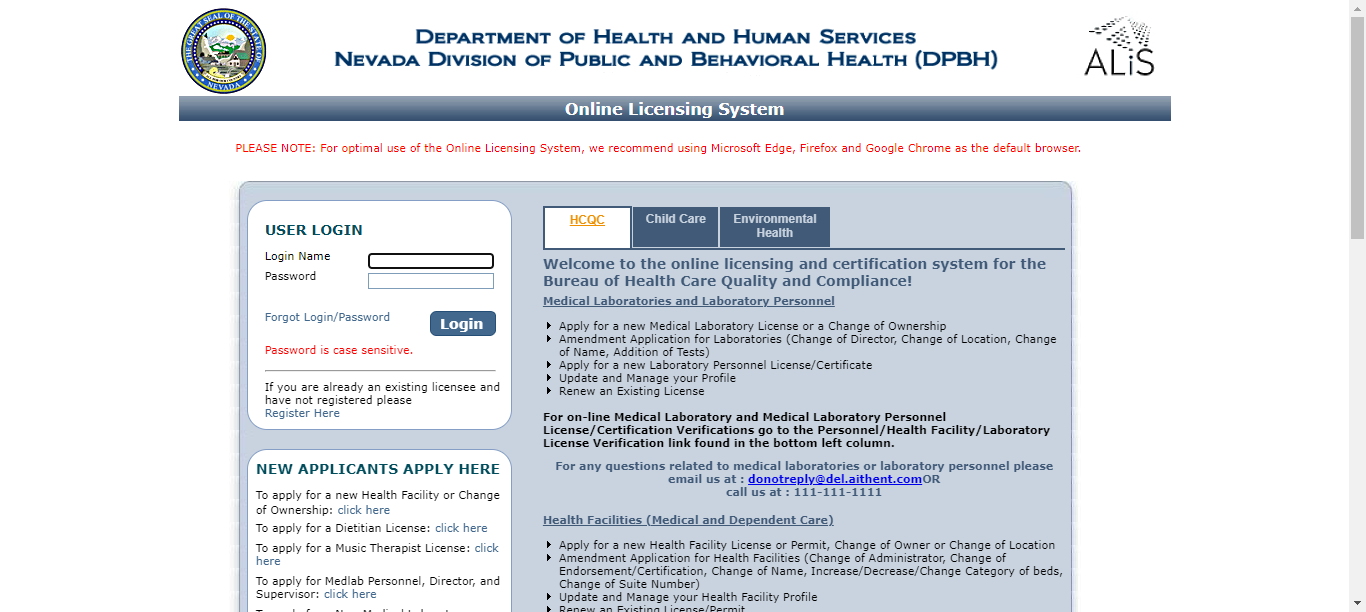 THE GREAT SEAL OF THE STATE OF
NEVADA
DEPARTMENT OF HEALTH AND HUMAN SERVICES
NEVADA DIVISION OF PUBLIC AND BEHAVIORAL HEALTH (DPBH)
ALiS
Online Licensing System
PLEASE NOTE: For optimal use of the Online Licensing System, we recommend using Microsoft Edge, Firefox and Google Chrome as the default browser.
USER LOGIN
Login Name
Password
Forgot Login/Password
Login
Password is case sensitive.
If you are already an existing licensee and
have not registered please
Register Here
NEW APPLICANTS APPLY HERE
To apply for a new Health Facility or Change
of Ownership: click here
To apply for a Dietitian License: click here
To apply for a Music Therapist License: click
here
To apply for Medlab Personnel, Director, and
Supervisor: click here
HCQC
Child Care
Environmental
Health
Welcome to the online licensing and certification system for the
Bureau of Health Care Quality and Compliance!
Medical Laboratories and Laboratory Personnel
Apply for a new Medical Laboratory License or a Change of Ownership
Amendment Application for Laboratories (Change of Director, Change of Location, Change
of Name, Addition of Tests)
Apply for a new Laboratory Personnel License/Certificate
Update and Manage your Profile
Renew an Existing License
For on-line Medical Laboratory and Medical Laboratory Personnel
License/Certification Verifications go to the Personnel/Health Facility/Laboratory
License Verification link found in the bottom left column.
For any questions related to medical laboratories or laboratory personnel please
email us at : donotreply@del.aithent.comOR
call us at : 111-111-1111
Health Facilities (Medical and Dependent Care)
Apply for a new Health Facility License or Permit, Change of Owner or Change of Location
Amendment Application for Health Facilities (Change of Administrator, Change of
Endorsement/Certification, Change of Name, Increase/Decrease/Change Category of beds,
Change of Suite Number)
Update and Manage your Health Facility Profile
Renew an Existing License/Permit